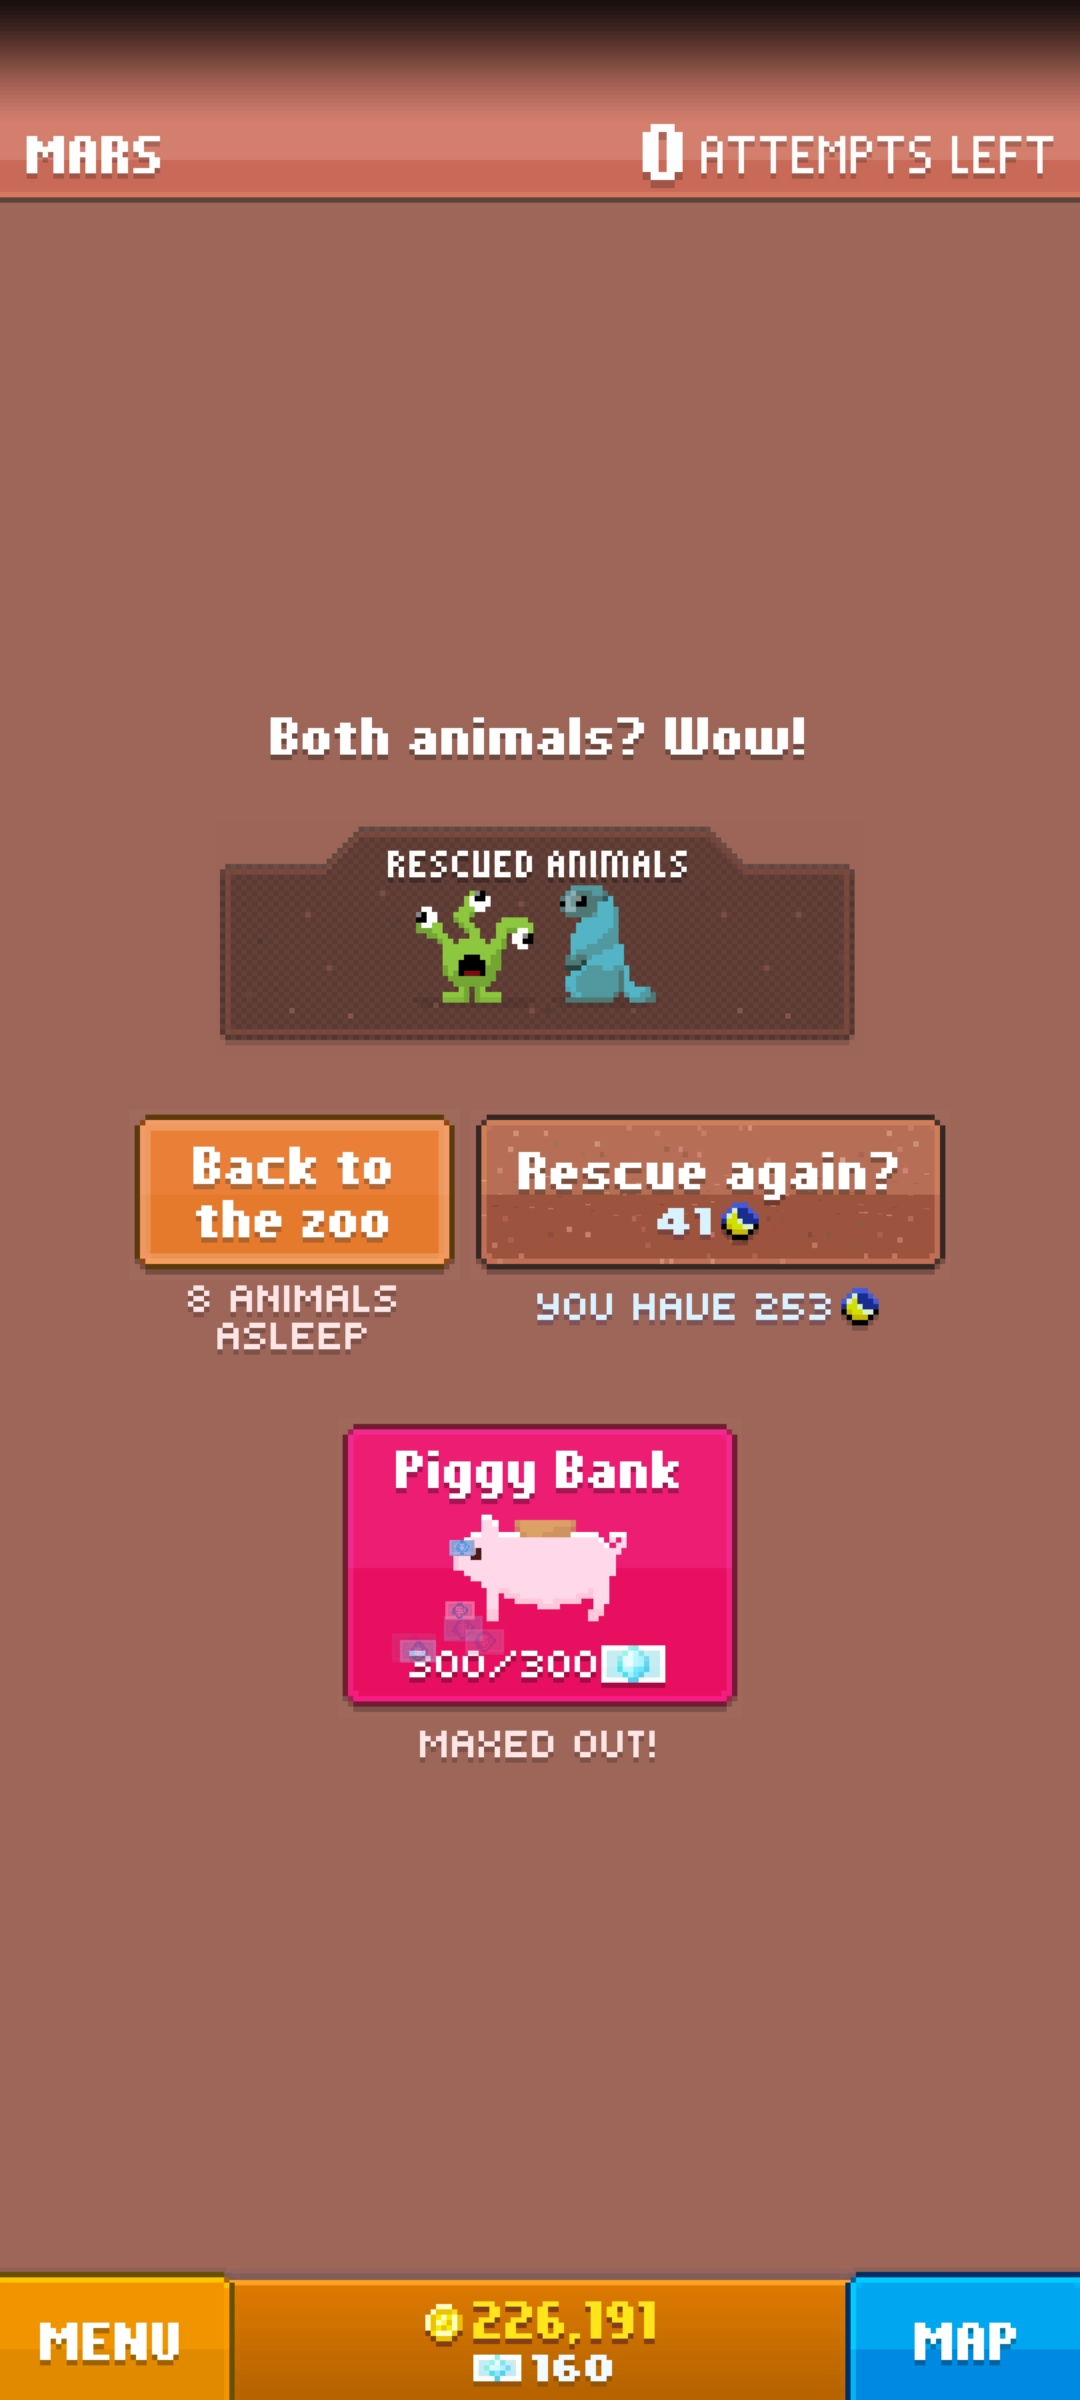 MARS
0 ATTEMPTS LEFT
Both animals? Wow!
RESCUED ANIMALS
Back to
the zoo
Rescue again?
41
8 ANIMALS
ASLEEP
YOU HAVE 253
Piggy Bank
300/300
MAXED OUT!
MENU
226,191
160
MAP